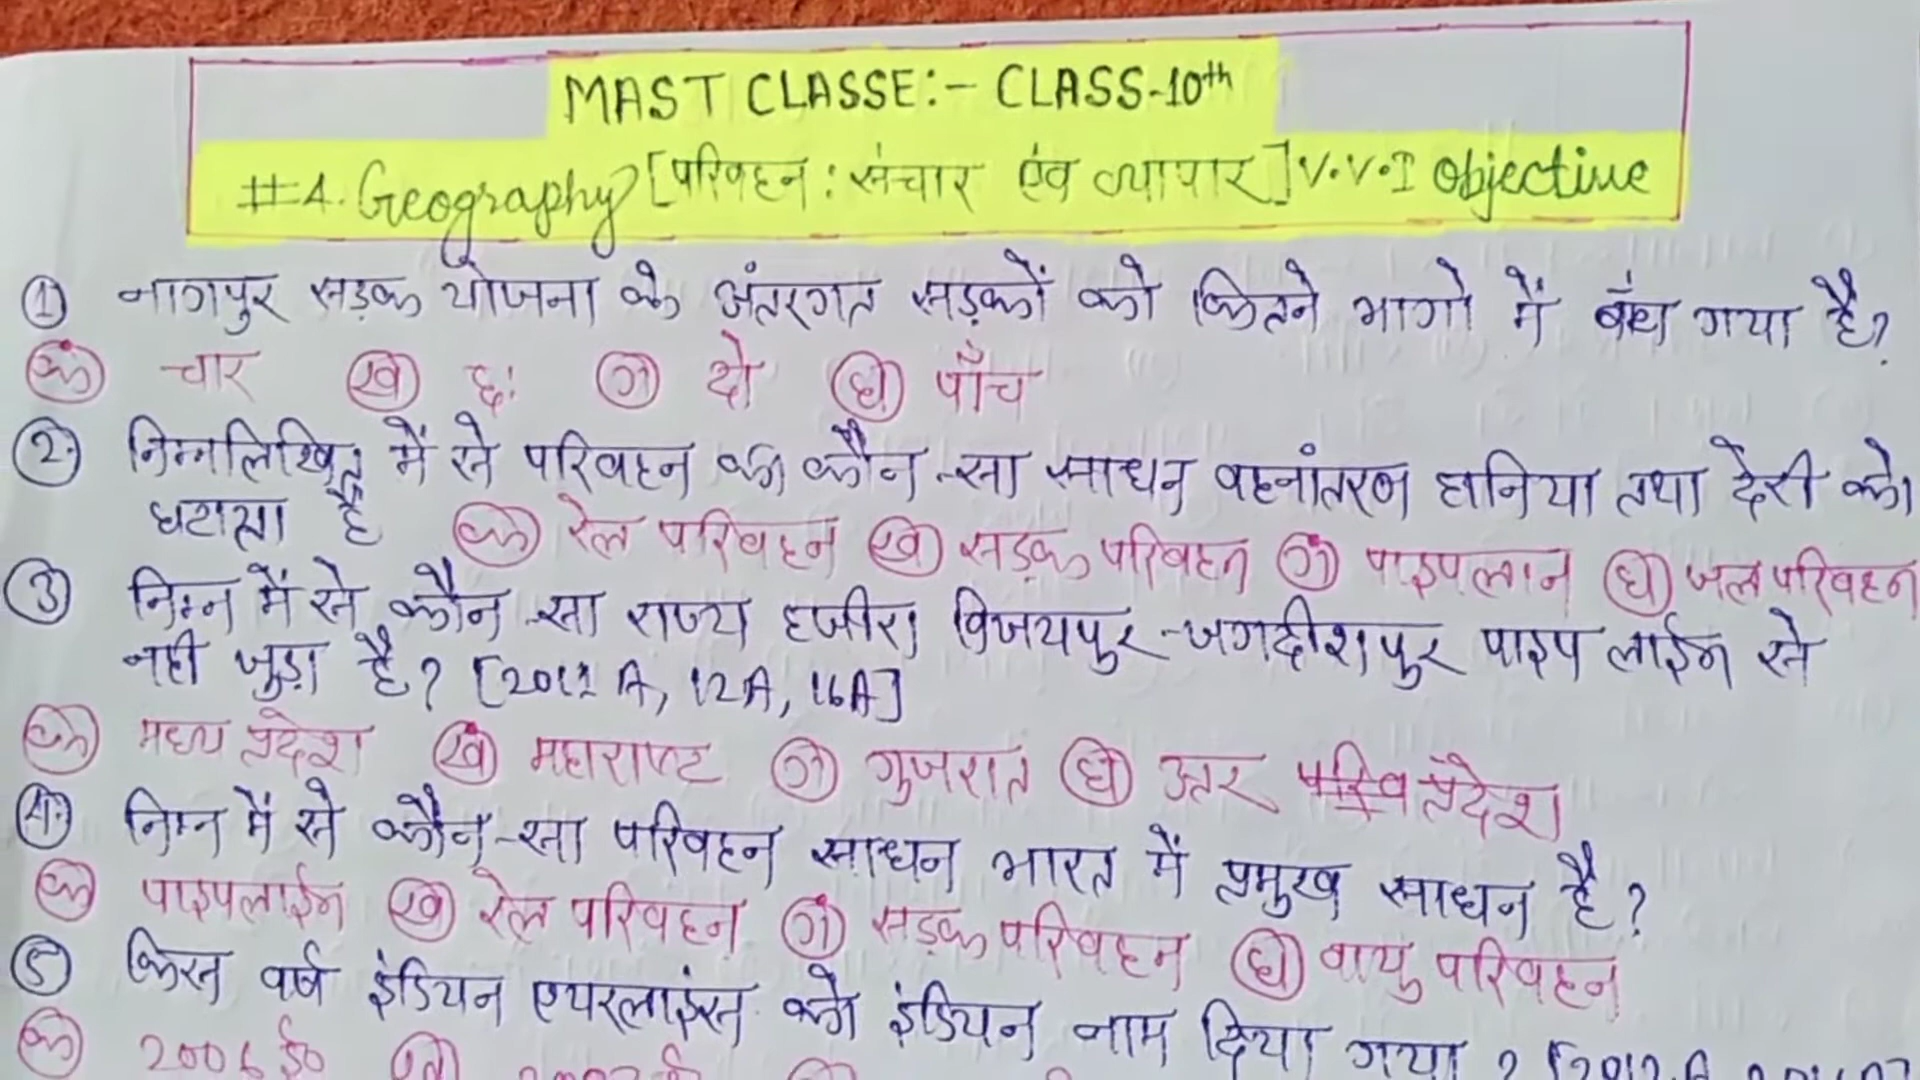 MAST CLASSE:- CLASS-10th
#4. Geography [परिवहन : संचार एंव व्यापार] V.V.I objective
① नागपुर सड़क योजना के अंतरगत सड़कों को कितने भागो में बंधा गया है?
(क) चार (ख) छः (ग) दो (घ) पाँच
② निम्नलिखित में से परिवहन का कौन-सा साधन वहनांतरण हानिया तथा देरी को
घटाता है (क) रेल परिवहन (ख) सड़क परिवहन (ग) पाइपलान (घ) जल परिवहन
③ निम्न में से कौन-सा राज्य हजीरा विजयपुर-जगदीशपुर पाइप लाईन से
नही जुड़ा है? [2011 A, 12A, 16A]
(क) मध्य प्रदेश (ख) महाराष्ट (ग) गुजरात (घ) उत्तर प्रदेश
④ निम्न में से कौन-सा परिवहन साधन भारत में प्रमुख साधन है?
(क) पाइपलाईन (ख) रेल परिवहन (ग) सड़क परिवहन (घ) वायु परिवहन
⑤ किस वर्ष इंडियन एयरलाइंस को इंडियन नाम दिया गया ? [2012 A
(क) 2006 ई०